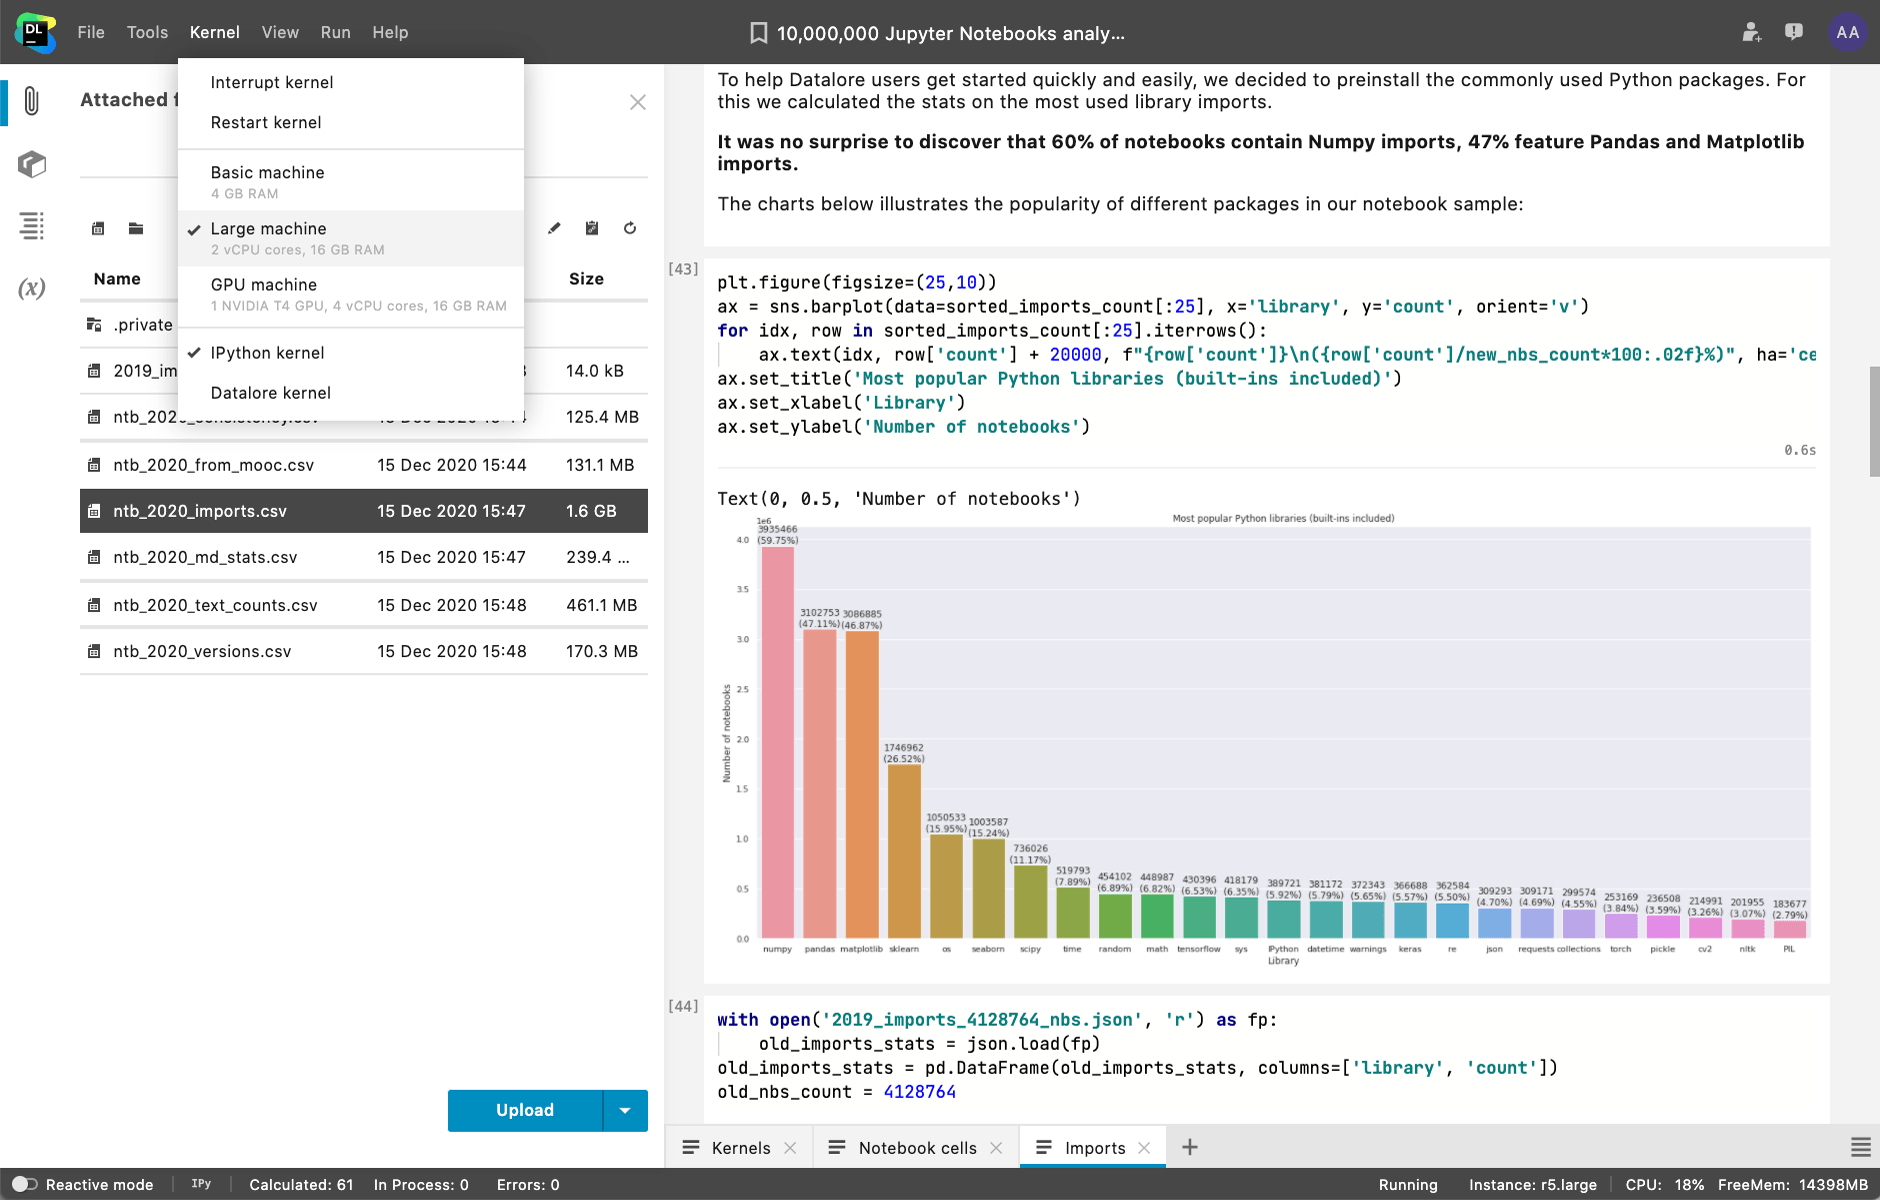 DL
File Tools Kernel View Run Help
10,000,000 Jupyter Notebooks analy...
AA
Attached f
Interrupt kernel
Restart kernel
Basic machine
4 GB RAM
Large machine
2 vCPU cores, 16 GB RAM
GPU machine
1 NVIDIA T4 GPU, 4 vCPU cores, 16 GB RAM
IPython kernel
Datalore kernel
Name Size
.private
2019_im 14.0 kB
ntb_2020_consistency.csv 15 Dec 2020 15:44 125.4 MB
ntb_2020_from_mooc.csv 15 Dec 2020 15:44 131.1 MB
ntb_2020_imports.csv 15 Dec 2020 15:47 1.6 GB
ntb_2020_md_stats.csv 15 Dec 2020 15:47 239.4 ...
ntb_2020_text_counts.csv 15 Dec 2020 15:48 461.1 MB
ntb_2020_versions.csv 15 Dec 2020 15:48 170.3 MB
Upload
To help Datalore users get started quickly and easily, we decided to preinstall the commonly used Python packages. For
this we calculated the stats on the most used library imports.
It was no surprise to discover that 60% of notebooks contain Numpy imports, 47% feature Pandas and Matplotlib
imports.
The charts below illustrates the popularity of different packages in our notebook sample:
[43]
plt.figure(figsize=(25,10))
ax = sns.barplot(data=sorted_imports_count[:25], x='library', y='count', orient='v')
for idx, row in sorted_imports_count[:25].iterrows():
    ax.text(idx, row['count'] + 20000, f"{row['count']}\n({row['count']/new_nbs_count*100:.02f}%)", ha='ce
ax.set_title('Most popular Python libraries (built-ins included)')
ax.set_xlabel('Library')
ax.set_ylabel('Number of notebooks')
0.6s
Text(0, 0.5, 'Number of notebooks')
Most popular Python libraries (built-ins included)
1e6
4.0
3.5
3.0
2.5
2.0
1.5
1.0
0.5
0.0
Number of notebooks
3935466
(59.75%)
3102753
(47.11%)
3086885
(46.87%)
1746962
(26.52%)
1050533
(15.95%)
1003587
(15.24%)
736026
(11.17%)
519793
(7.89%)
454102
(6.89%)
448987
(6.82%)
430396
(6.53%)
418179
(6.35%)
389721
(5.92%)
381172
(5.79%)
372343
(5.65%)
366688
(5.57%)
362584
(5.50%)
309293
(4.70%)
309171
(4.69%)
299574
(4.55%)
253169
(3.84%)
236508
(3.59%)
214991
(3.26%)
201955
(3.07%)
183677
(2.79%)
numpy pandas matplotlib sklearn os seaborn scipy time random math tensorflow sys IPython datetime warnings keras re json requests collections torch pickle cv2 nltk PIL
Library
[44]
with open('2019_imports_4128764_nbs.json', 'r') as fp:
    old_imports_stats = json.load(fp)
old_imports_stats = pd.DataFrame(old_imports_stats, columns=['library', 'count'])
old_nbs_count = 4128764
Kernels Notebook cells Imports
Reactive mode IPy Calculated: 61 In Process: 0 Errors: 0 Running Instance: r5.large CPU: 18% FreeMem: 14398MB